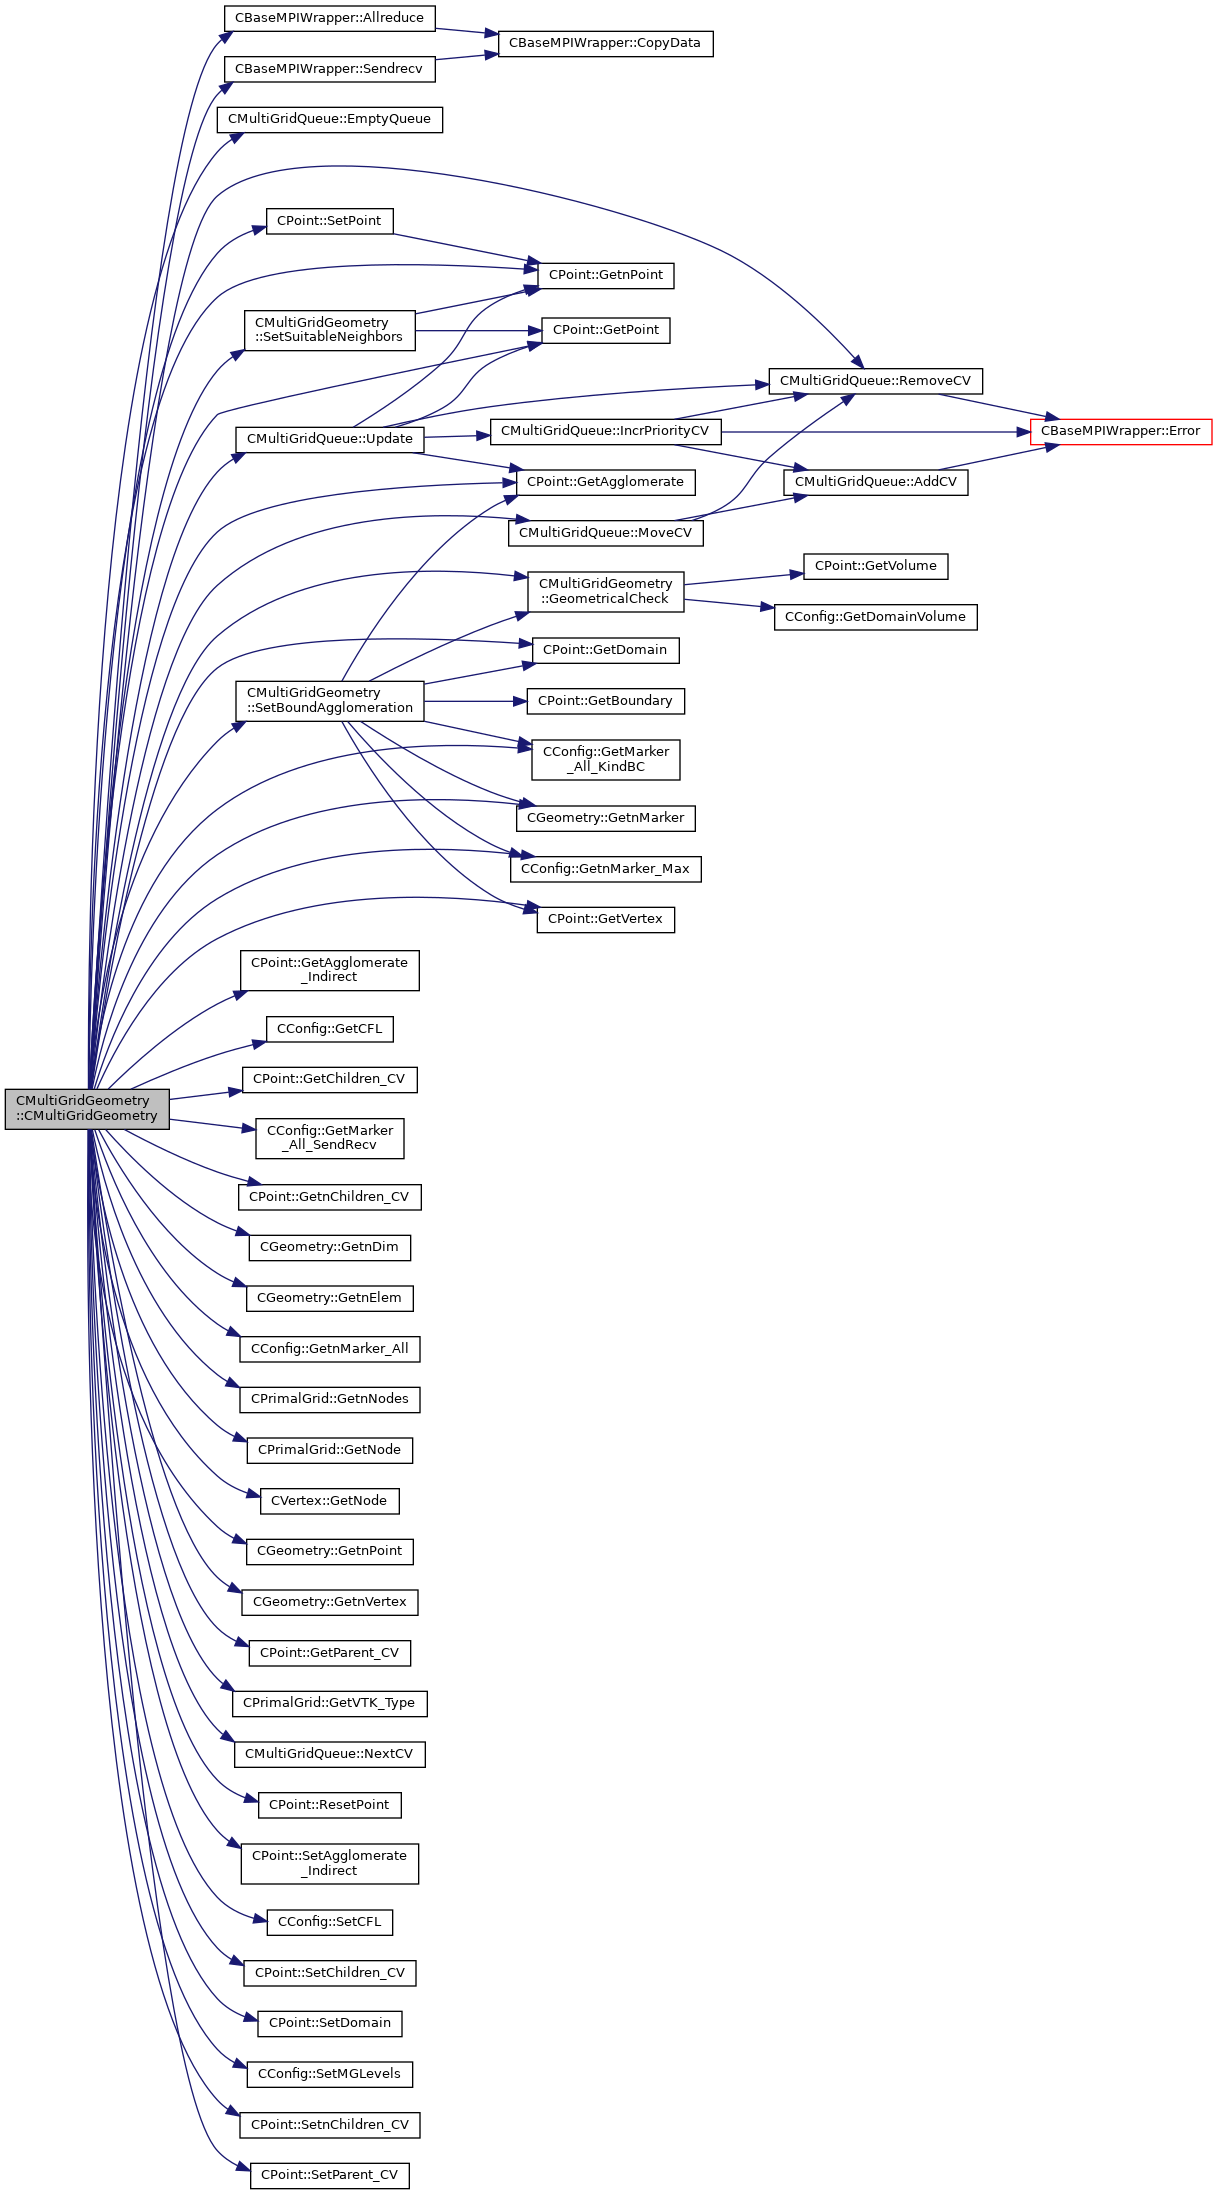 CBaseMPIWrapper::Allreduce
CBaseMPIWrapper::CopyData
CBaseMPIWrapper::Sendrecv
CMultiGridQueue::EmptyQueue
CPoint::SetPoint
CPoint::GetnPoint
CMultiGridGeometry
::SetSuitableNeighbors
CPoint::GetPoint
CMultiGridQueue::RemoveCV
CMultiGridQueue::Update
CMultiGridQueue::IncrPriorityCV
CBaseMPIWrapper::Error
CPoint::GetAgglomerate
CMultiGridQueue::AddCV
CMultiGridQueue::MoveCV
CPoint::GetVolume
CMultiGridGeometry
::GeometricalCheck
CConfig::GetDomainVolume
CPoint::GetDomain
CMultiGridGeometry
::SetBoundAgglomeration
CPoint::GetBoundary
CConfig::GetMarker
_All_KindBC
CGeometry::GetnMarker
CConfig::GetnMarker_Max
CPoint::GetVertex
CPoint::GetAgglomerate
_Indirect
CConfig::GetCFL
CPoint::GetChildren_CV
CMultiGridGeometry
::CMultiGridGeometry
CConfig::GetMarker
_All_SendRecv
CPoint::GetnChildren_CV
CGeometry::GetnDim
CGeometry::GetnElem
CConfig::GetnMarker_All
CPrimalGrid::GetnNodes
CPrimalGrid::GetNode
CVertex::GetNode
CGeometry::GetnPoint
CGeometry::GetnVertex
CPoint::GetParent_CV
CPrimalGrid::GetVTK_Type
CMultiGridQueue::NextCV
CPoint::ResetPoint
CPoint::SetAgglomerate
_Indirect
CConfig::SetCFL
CPoint::SetChildren_CV
CPoint::SetDomain
CConfig::SetMGLevels
CPoint::SetnChildren_CV
CPoint::SetParent_CV